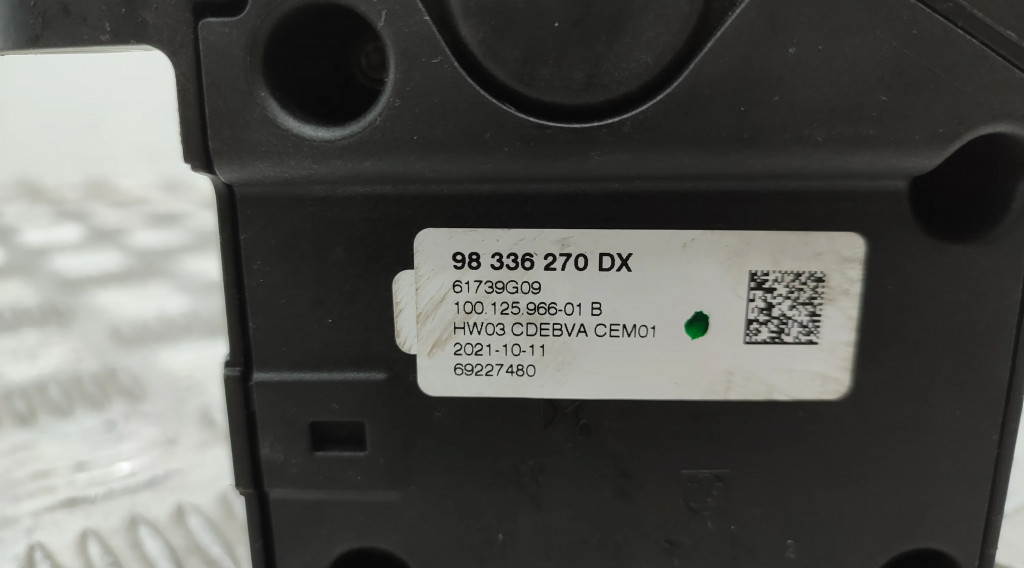 98 336 270 DX
61739G09
100.125.966-01 B
HW03 CDEBVA CEM01
2021-10-11
69227480